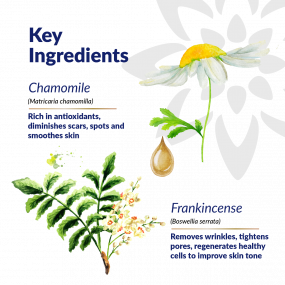 Key
Ingredients
Chamomile
(Matricaria chamomilla)
Rich in antioxidants,
diminishes scars, spots and
smoothes skin
Frankincense
(Boswellia serrata)
Removes wrinkles, tightens
pores, regenerates healthy
cells to improve skin tone